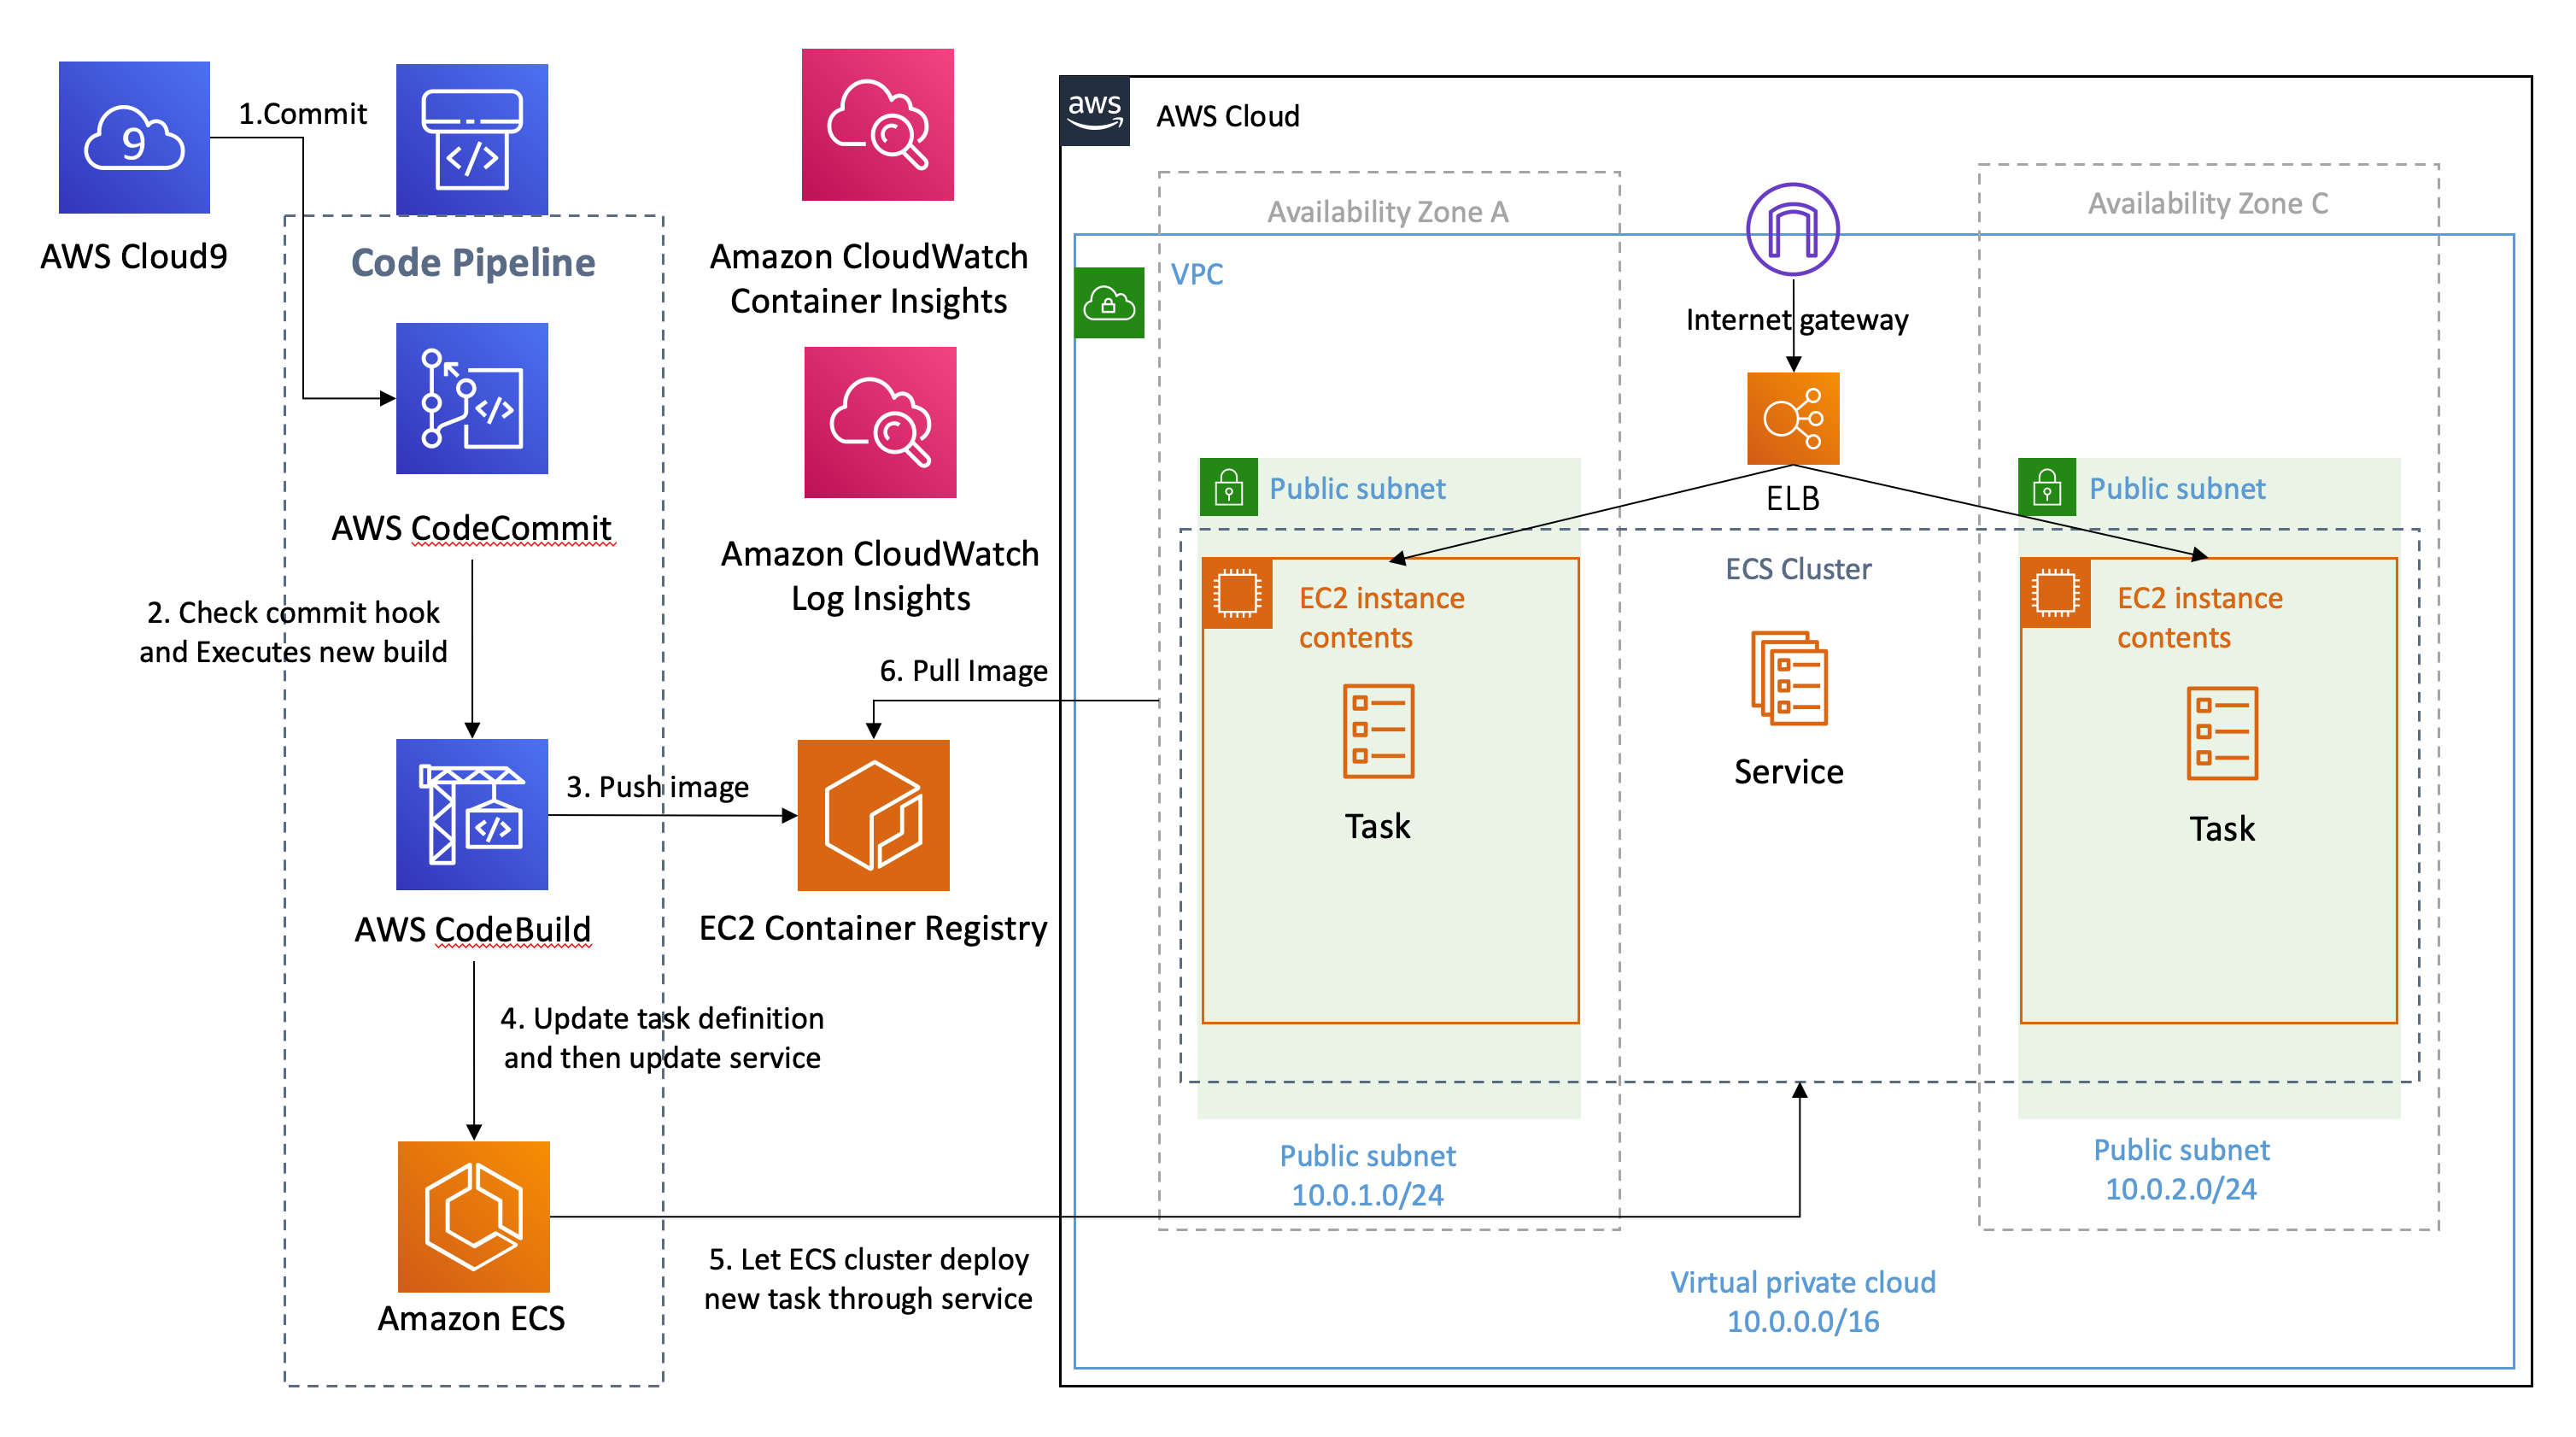 9
1.Commit
AWS Cloud9
Code Pipeline
</>
</>
AWS CodeCommit
2. Check commit hook
and Executes new build
</>
AWS CodeBuild
3. Push image
4. Update task definition
and then update service
Amazon ECS
5. Let ECS cluster deploy
new task through service
Amazon CloudWatch
Container Insights
Amazon CloudWatch
Log Insights
6. Pull Image
EC2 Container Registry
aws
AWS Cloud
Availability Zone A
Availability Zone C
VPC
Internet gateway
ELB
Public subnet
Public subnet
ECS Cluster
EC2 instance
contents
EC2 instance
contents
Task
Service
Task
Public subnet
10.0.1.0/24
Public subnet
10.0.2.0/24
Virtual private cloud
10.0.0.0/16